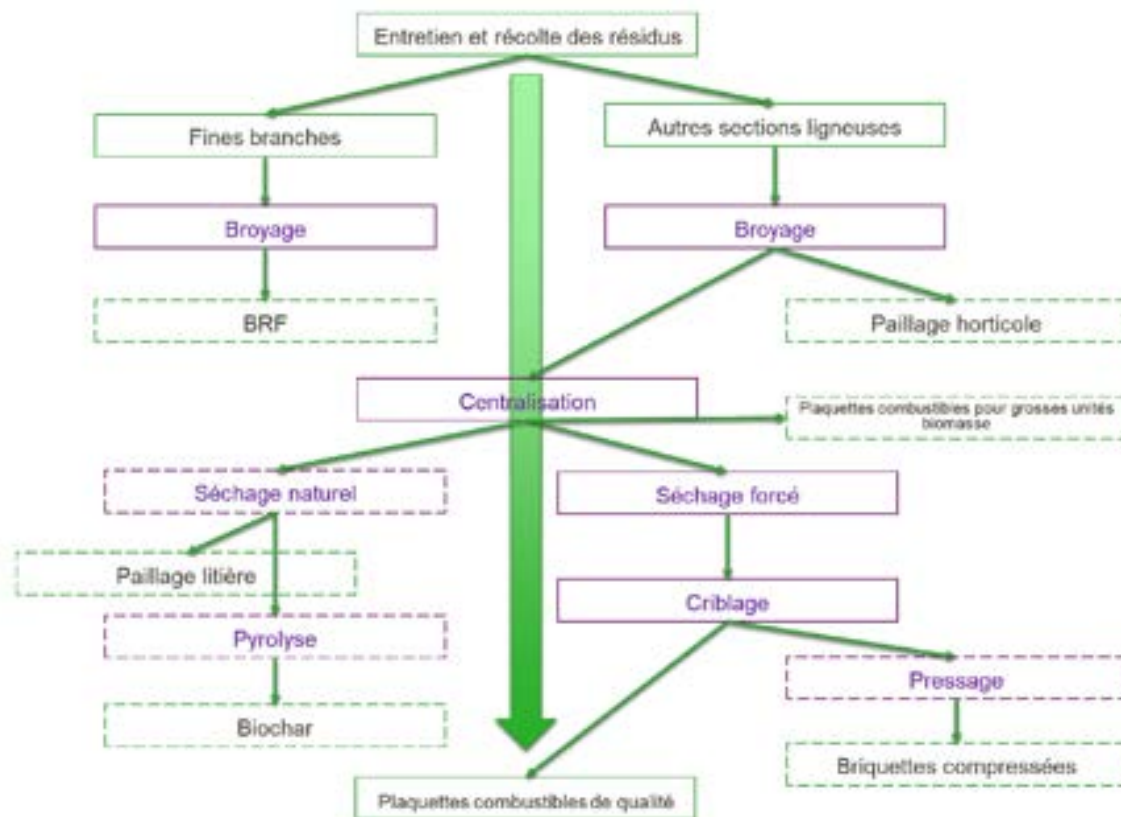 Entretien et récolte des résidus
Fines branches
Autres sections ligneuses
Broyage
Broyage
BRF
Paillage horticole
Centralisation
Plaquettes combustibles pour grosses unités
biomasse
Séchage naturel
Séchage forcé
Paillage litière
Criblage
Pyrolyse
Pressage
Biochar
Briquettes compressées
Plaquettes combustibles de qualité